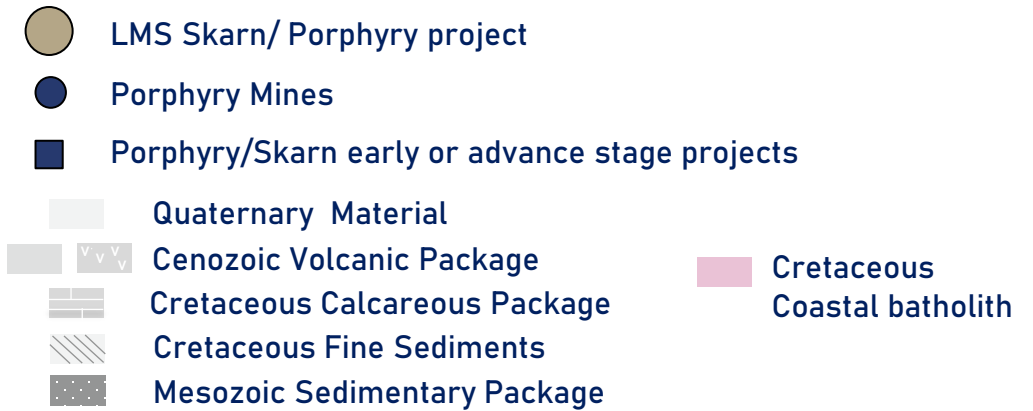 LMS Skarn/ Porphyry project
Porphyry Mines
Porphyry/Skarn early or advance stage projects
Quaternary Material
Cenozoic Volcanic Package
Cretaceous Calcareous Package
Cretaceous Fine Sediments
Mesozoic Sedimentary Package
Cretaceous
Coastal batholith